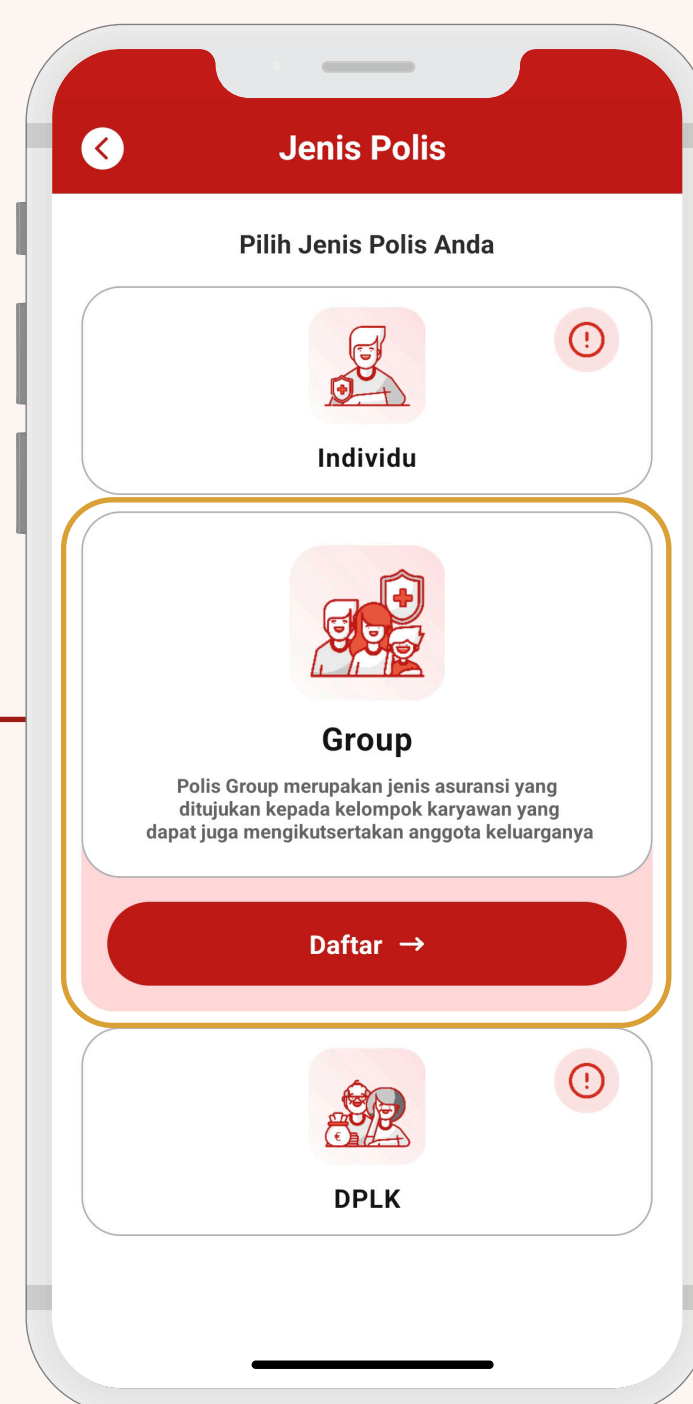 Jenis Polis
Pilih Jenis Polis Anda
Individu
Group
Polis Group merupakan jenis asuransi yang
ditujukan kepada kelompok karyawan yang
dapat juga mengikutsertakan anggota keluarganya
Daftar →
DPLK